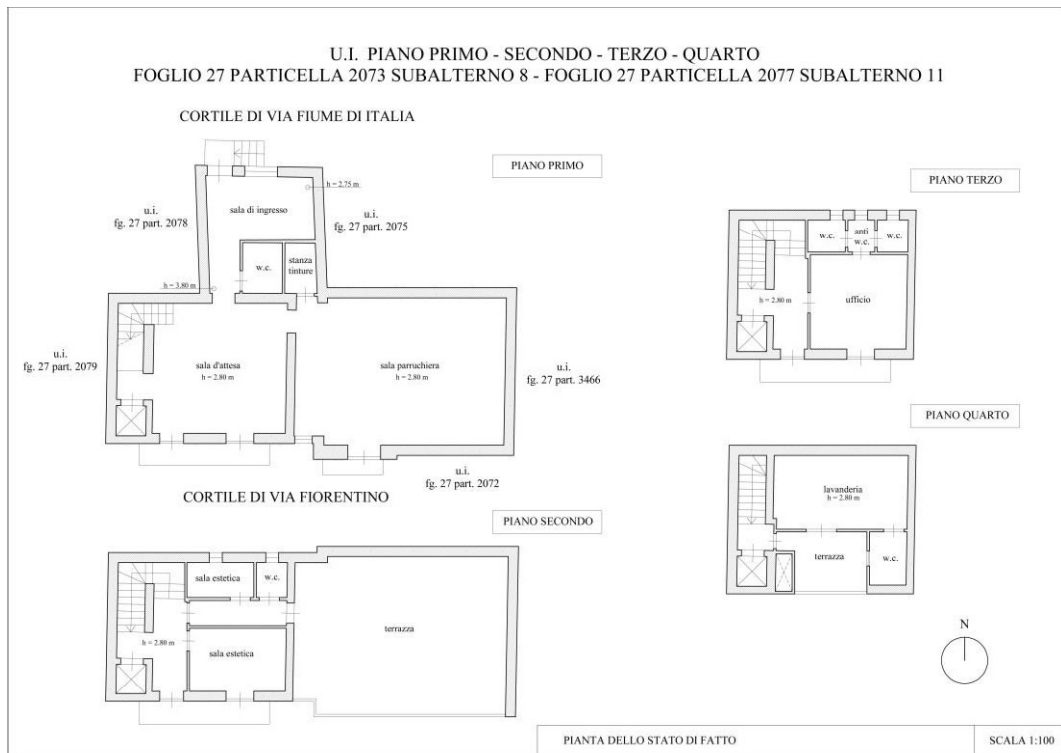 U.I. PIANO PRIMO - SECONDO - TERZO - QUARTO
FOGLIO 27 PARTICELLA 2073 SUBALTERNO 8 - FOGLIO 27 PARTICELLA 2077 SUBALTERNO 11
CORTILE DI VIA FIUME DI ITALIA
PIANO PRIMO
h = 2.75 m
sala di ingresso
u.i.
fg. 27 part. 2078
u.i.
fg. 27 part. 2075
w.c.
stanza
tinture
h = 3.80 m
u.i.
fg. 27 part. 2079
sala d'attesa
h = 2.80 m
sala parruchiera
h = 2.80 m
u.i.
fg. 27 part. 3466
u.i.
fg. 27 part. 2072
CORTILE DI VIA FIORENTINO
PIANO SECONDO
sala estetica
w.c.
h = 2.80 m
sala estetica
terrazza
PIANO TERZO
w.c.
anti
w.c.
w.c.
h = 2.80 m
ufficio
PIANO QUARTO
lavanderia
h = 2.80 m
terrazza
w.c.
N
PIANTA DELLO STATO DI FATTO
SCALA 1:100